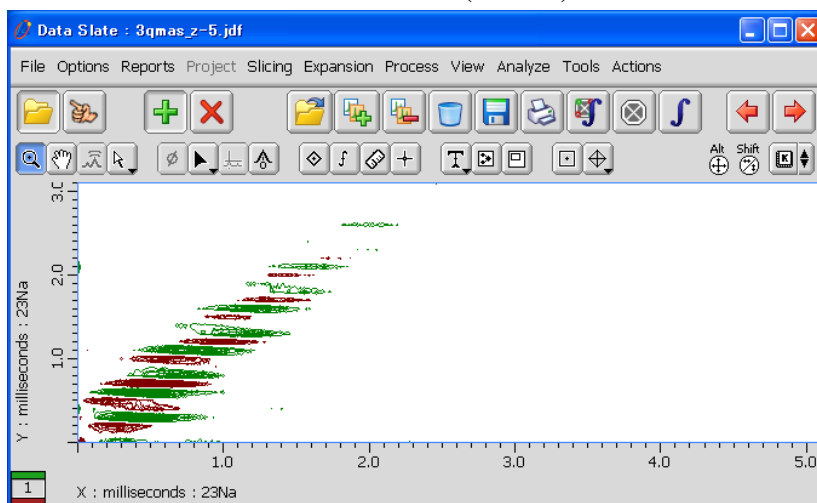 Data Slate : 3qmas_z-5.jdf
File Options Reports Project Slicing Expansion Process View Analyze Tools Actions
Alt Shift
K
3.0
2.0
1.0
Y : milliseconds : 23Na
1.0 2.0 3.0 4.0 5.0
1
X : milliseconds : 23Na